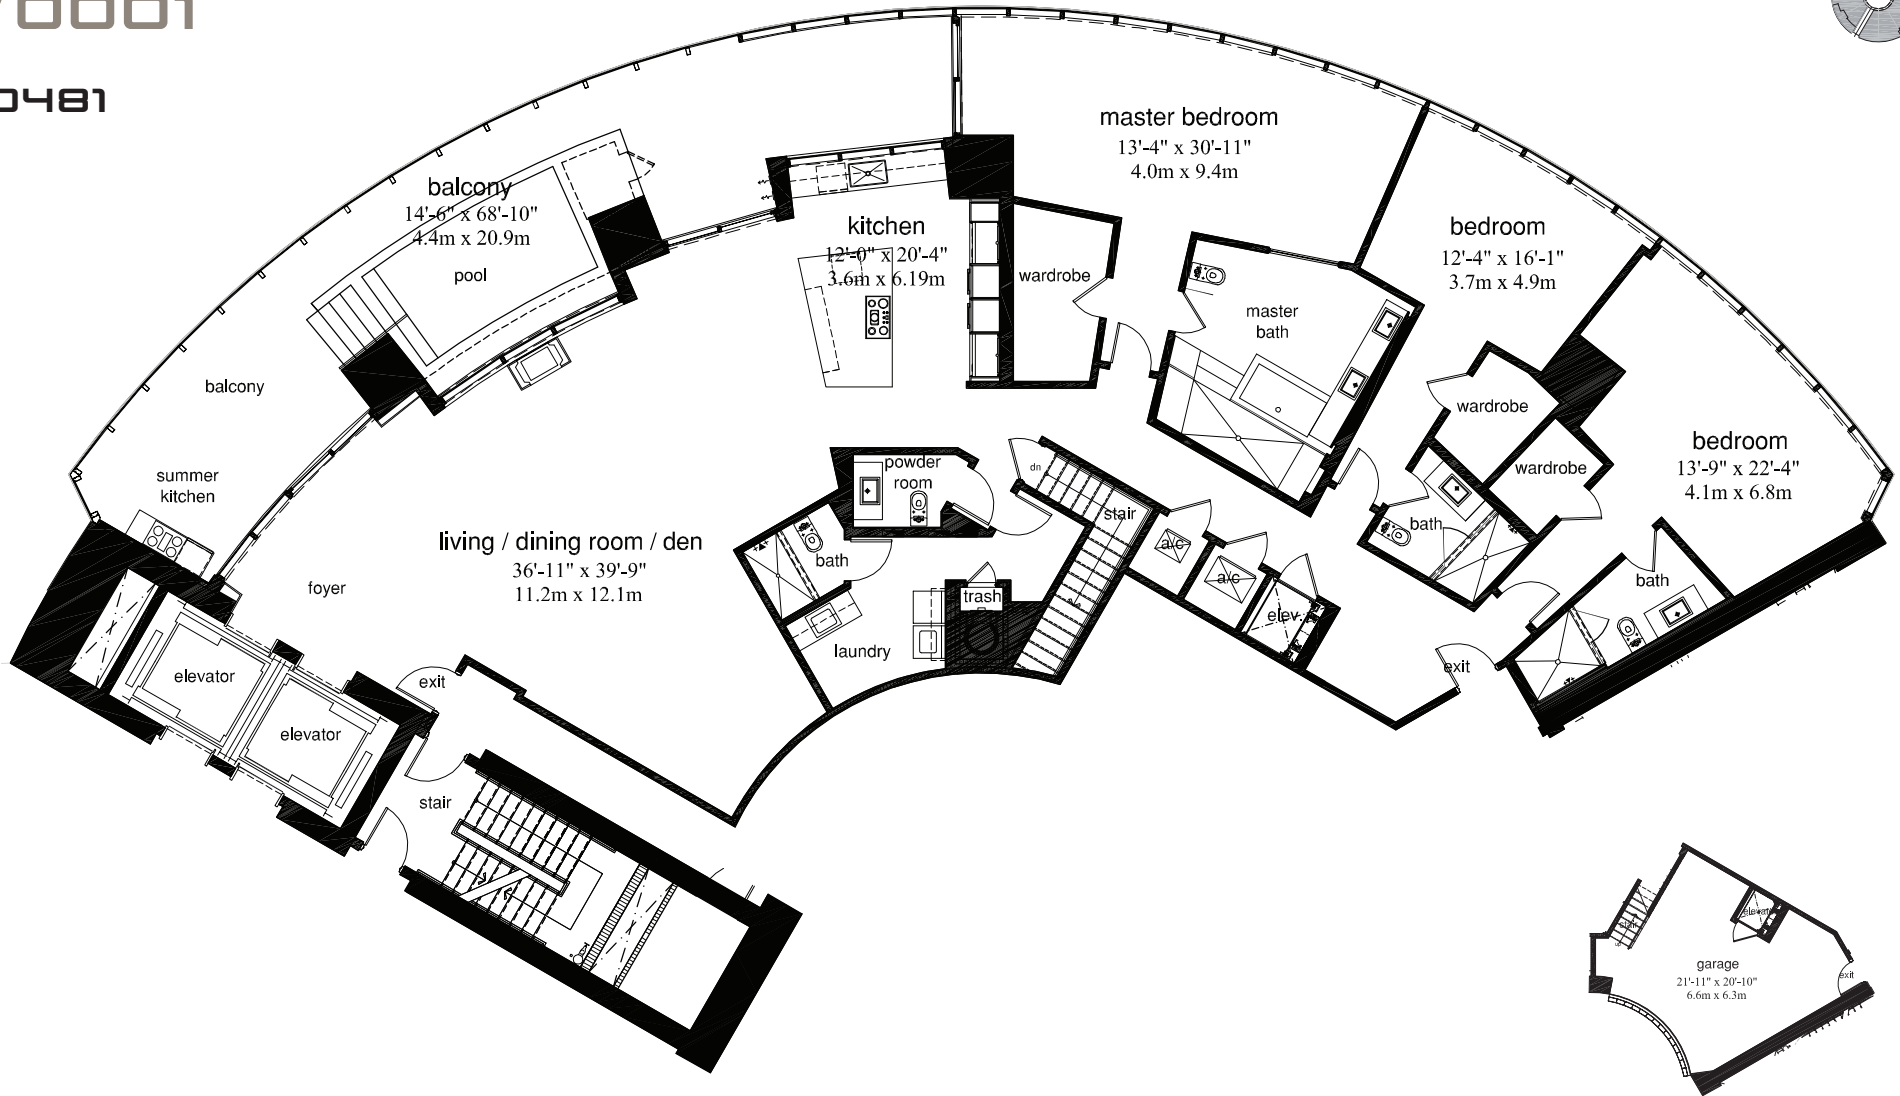 0481
master bedroom
13'-4" x 30'-11"
4.0m x 9.4m
balcony
14'-6" x 68'-10"
4.4m x 20.9m
pool
kitchen
12'-0" x 20'-4"
3.6m x 6.19m
wardrobe
bedroom
12'-4" x 16'-1"
3.7m x 4.9m
master
bath
balcony
wardrobe
wardrobe
bedroom
13'-9" x 22'-4"
4.1m x 6.8m
summer
kitchen
powder
room
dn
stair
bath
living / dining room / den
36'-11" x 39'-9"
11.2m x 12.1m
foyer
bath
a/c
a/c
trash
elev.
bath
laundry
exit
elevator
exit
elevator
stair
elevator
stair
up
garage
21'-11" x 20'-10"
6.6m x 6.3m
exit